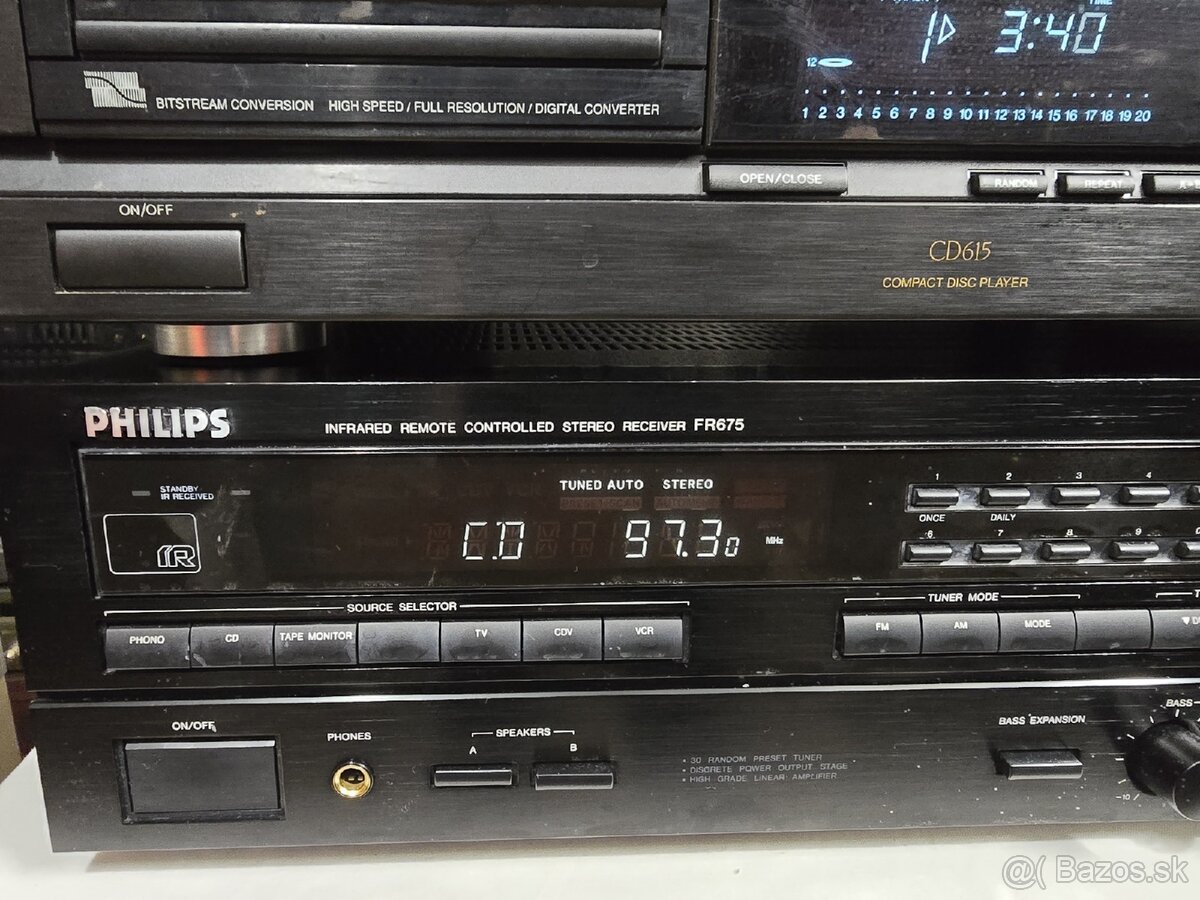 TIME
1 3:40
12
1 2 3 4 5 6 7 8 9 10 11 12 13 14 15 16 17 18 19 20
BITSTREAM CONVERSION HIGH SPEED / FULL RESOLUTION / DIGITAL CONVERTER
OPEN/CLOSE
RANDOM REPEAT
ON/OFF
CD615
COMPACT DISC PLAYER
PHILIPS INFRARED REMOTE CONTROLLED STEREO RECEIVER FR675
STANDBY
IR RECEIVED
TUNED AUTO STEREO
1 2 3 4
ONCE DAILY
IR
CD 97.30 MHz
6 7 8 9
SOURCE SELECTOR
TUNER MODE
PHONO CD TAPE MONITOR TV CDV VCR
FM AM MODE
ON/OFF
PHONES
SPEAKERS
A B
BASS EXPANSION
BASS
• 30 RANDOM PRESET TUNER
• DISCRETE POWER OUTPUT STAGE
• HIGH GRADE LINEAR AMPLIFIER
-10
@( Bazos.sk